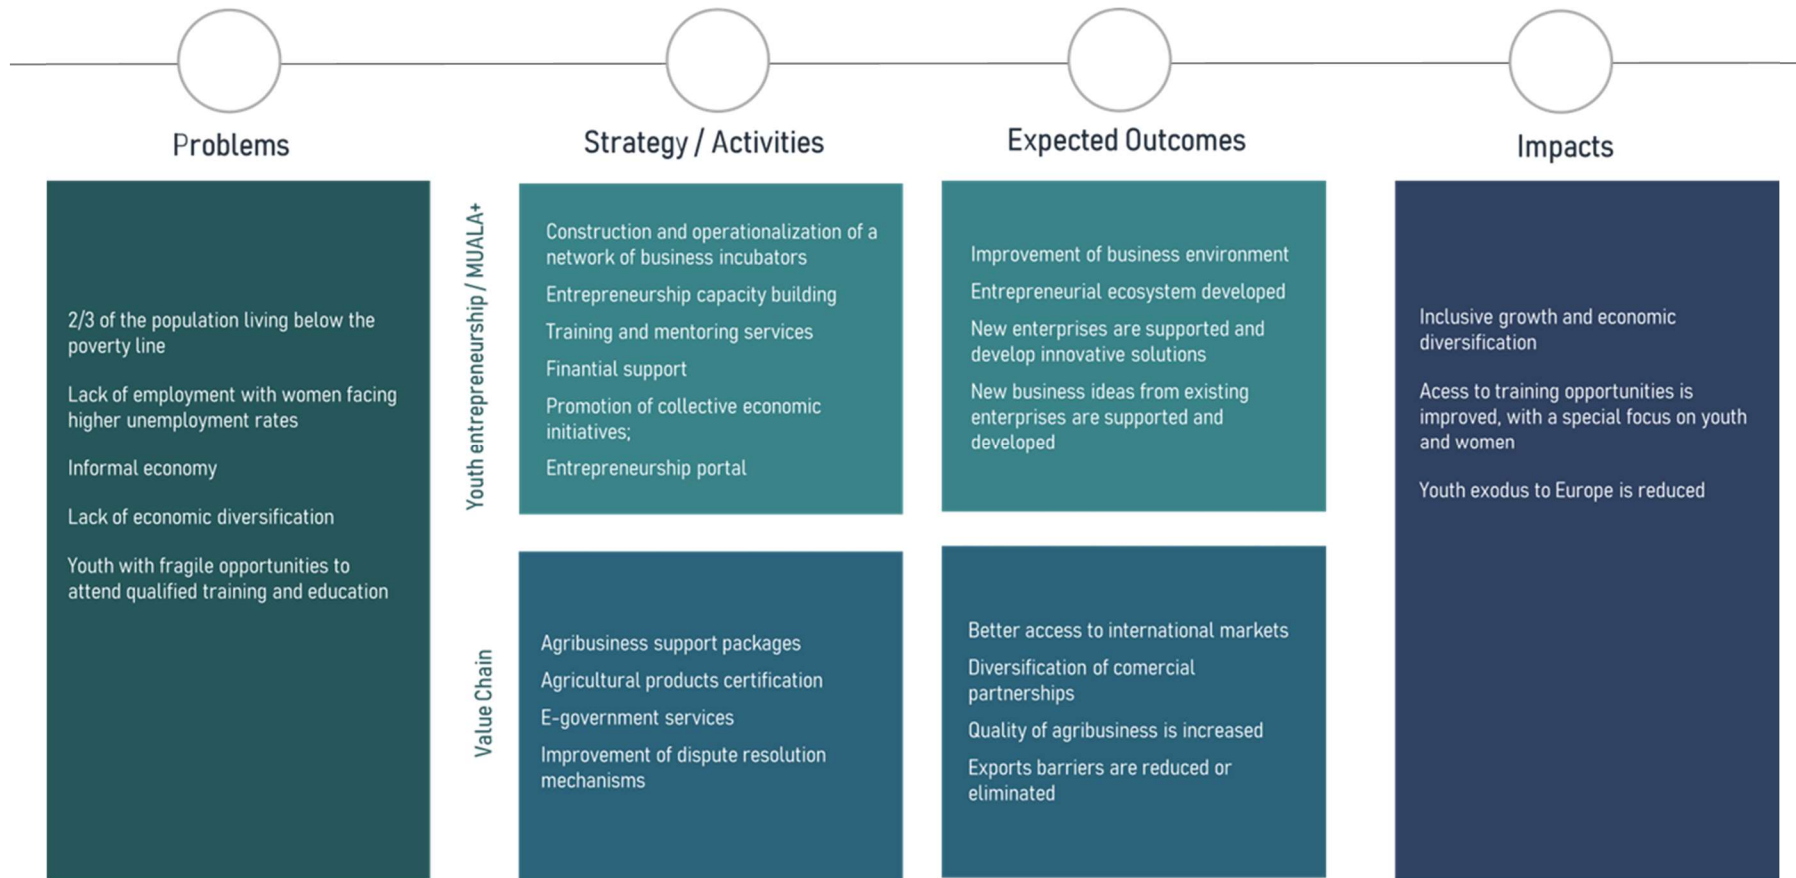 Problems
2/3 of the population living below the
poverty line
Lack of employment with women facing
higher unemployment rates
Informal economy
Lack of economic diversification
Youth with fragile opportunities to
attend qualified training and education
Strategy / Activities
Youth entrepreneurship / MUALA+
Construction and operationalization of a
network of business incubators
Entrepreneurship capacity building
Training and mentoring services
Finantial support
Promotion of collective economic
initiatives;
Entrepreneurship portal
Value Chain
Agribusiness support packages
Agricultural products certification
E-government services
Improvement of dispute resolution
mechanisms
Expected Outcomes
Improvement of business environment
Entrepreneurial ecosystem developed
New enterprises are supported and
develop innovative solutions
New business ideas from existing
enterprises are supported and
developed
Better access to international markets
Diversification of comercial
partnerships
Quality of agribusiness is increased
Exports barriers are reduced or
eliminated
Impacts
Inclusive growth and economic
diversification
Acess to training opportunities is
improved, with a special focus on youth
and women
Youth exodus to Europe is reduced